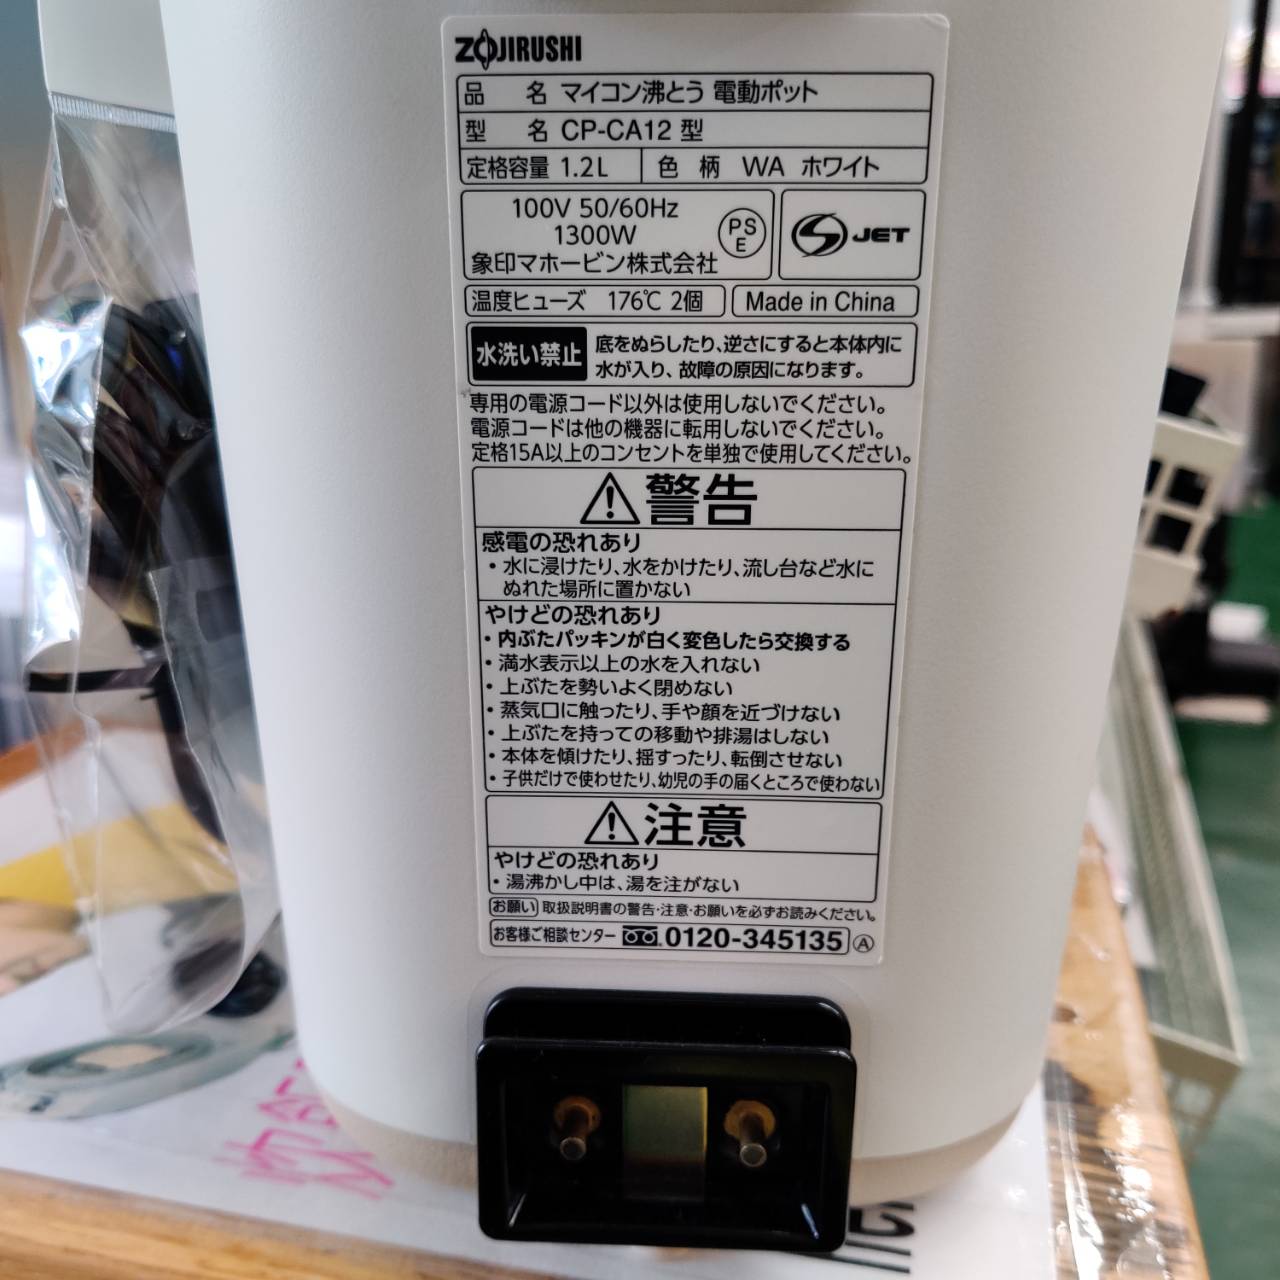 ZOJIRUSHI
品 名 マイコン沸とう 電動ポット
型 名 CP-CA12 型
定格容量 1.2L 色 柄 WA ホワイト
100V 50/60Hz
1300W
象印マホービン株式会社
PS
E
JET
温度ヒューズ 176℃ 2個
Made in China
水洗い禁止
底をぬらしたり、逆さにすると本体内に
水が入り、故障の原因になります。
専用の電源コード以外は使用しないでください。
電源コードは他の機器に転用しないでください。
定格15A以上のコンセントを単独で使用してください。
警告
感電の恐れあり
・水に浸けたり、水をかけたり、流し台など水に
ぬれた場所に置かない
やけどの恐れあり
・内ぶたパッキンが白く変色したら交換する
・満水表示以上の水を入れない
・上ぶたを勢いよく閉めない
・蒸気口に触ったり、手や顔を近づけない
・上ぶたを持っての移動や排湯はしない
・本体を傾けたり、揺すったり、転倒させない
・子供だけで使わせたり、幼児の手の届くところで使わない
注意
やけどの恐れあり
・湯沸かし中は、湯を注がない
お願い 取扱説明書の警告・注意・お願いを必ずお読みください。
お客様ご相談センター 0120-345135 A